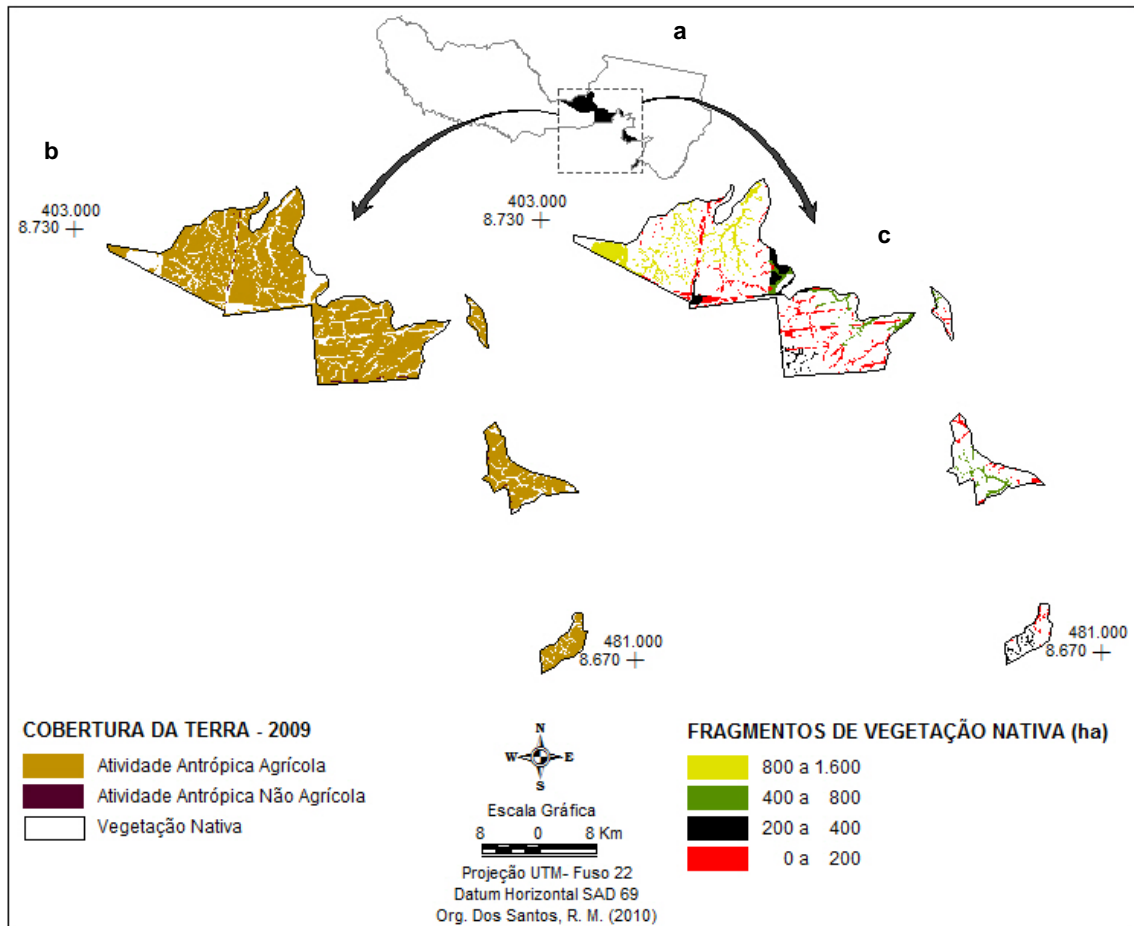 a
b
403.000
8.730
403.000
8.730
c
481.000
8.670
481.000
8.670
COBERTURA DA TERRA - 2009
Atividade Antrópica Agrícola
Atividade Antrópica Não Agrícola
Vegetação Nativa
N
W E
S
Escala Gráfica
8 0 8 Km
Projeção UTM- Fuso 22
Datum Horizontal SAD 69
Org. Dos Santos, R. M. (2010)
FRAGMENTOS DE VEGETAÇÃO NATIVA (ha)
800 a 1.600
400 a 800
200 a 400
0 a 200